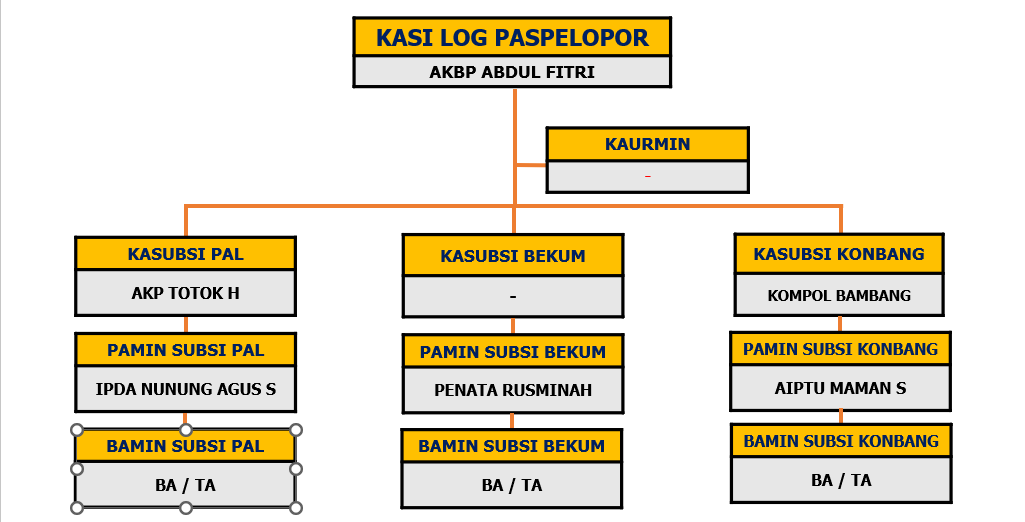 KASI LOG PASPELOPOR
AKBP ABDUL FITRI
KAURMIN
-
KASUBSI PAL
AKP TOTOK H
KASUBSI BEKUM
-
KASUBSI KONBANG
KOMPOL BAMBANG
PAMIN SUBSI PAL
IPDA NUNUNG AGUS S
PAMIN SUBSI BEKUM
PENATA RUSMINAH
PAMIN SUBSI KONBANG
AIPTU MAMAN S
BAMIN SUBSI PAL
BA / TA
BAMIN SUBSI BEKUM
BA / TA
BAMIN SUBSI KONBANG
BA / TA